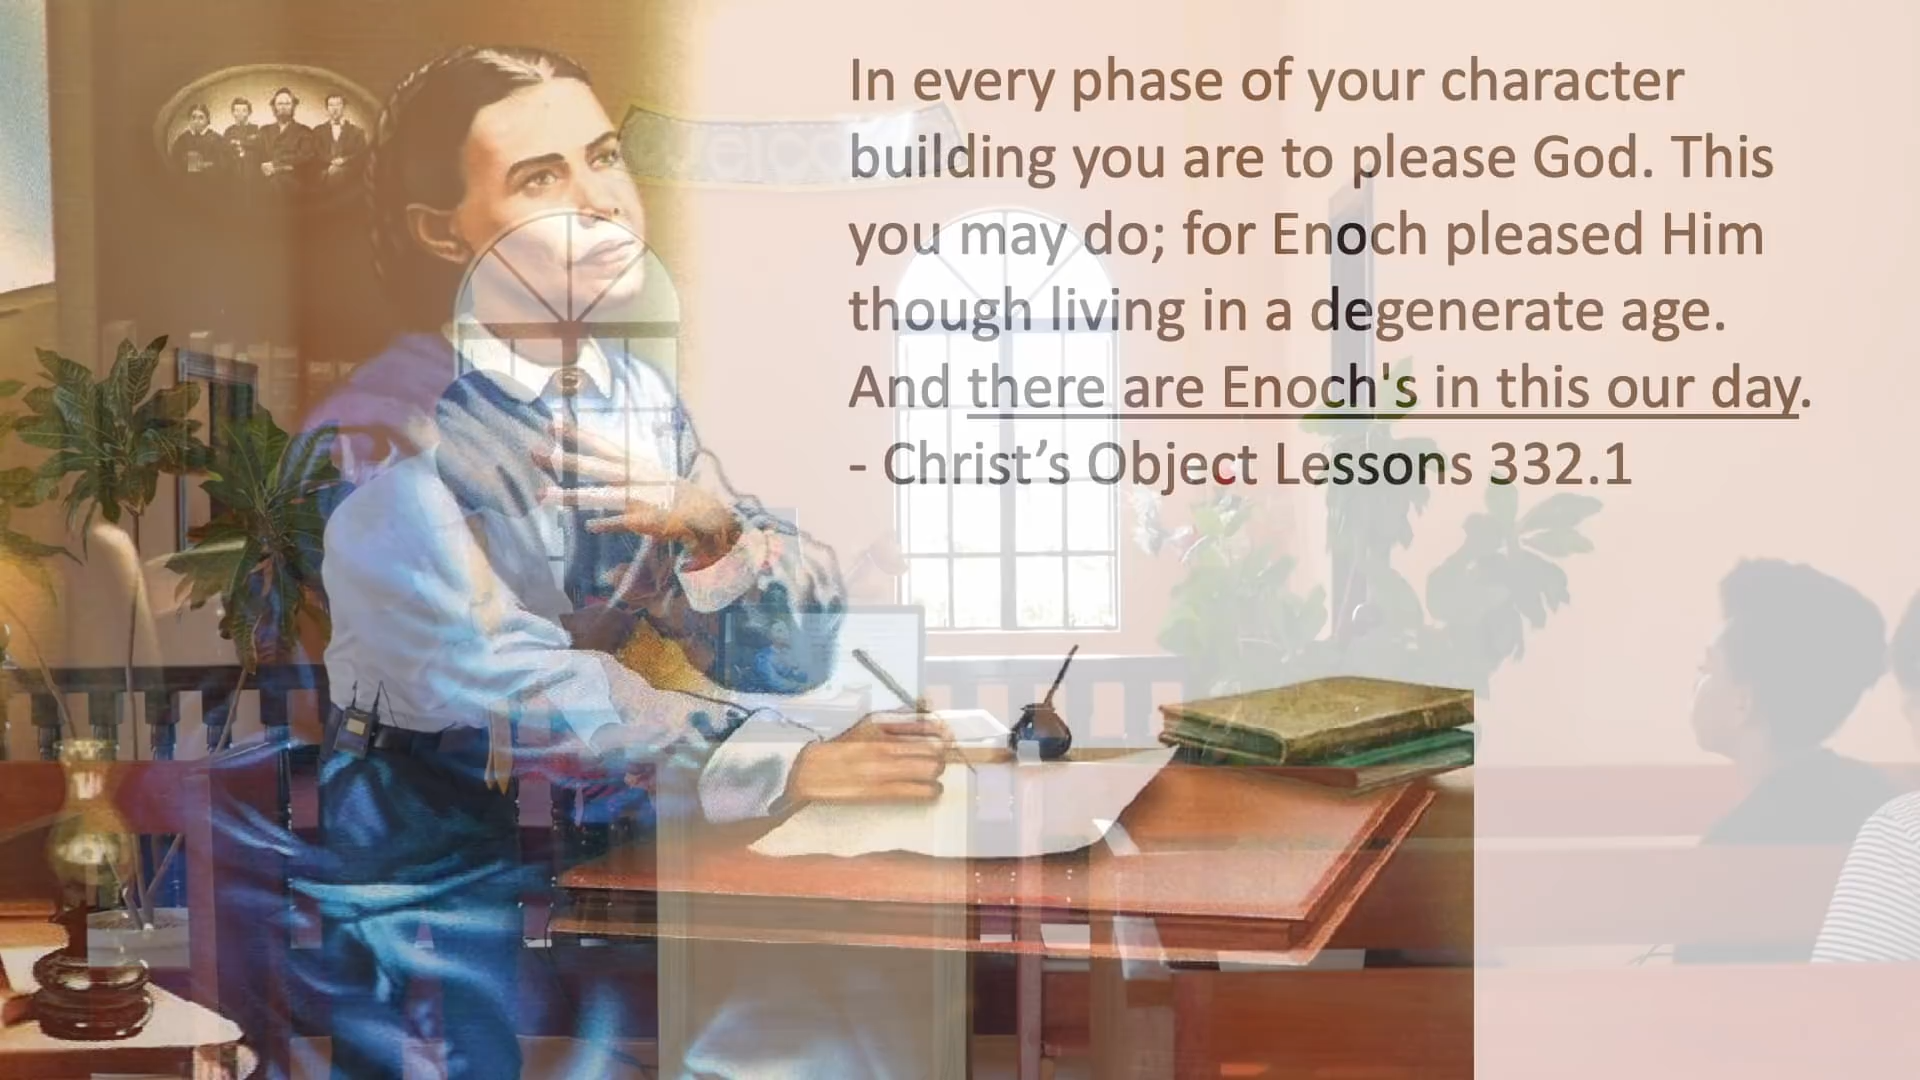 In every phase of your character
building you are to please God. This
you may do; for Enoch pleased Him
though living in a degenerate age.
And there are Enoch's in this our day.
- Christ’s Object Lessons 332.1